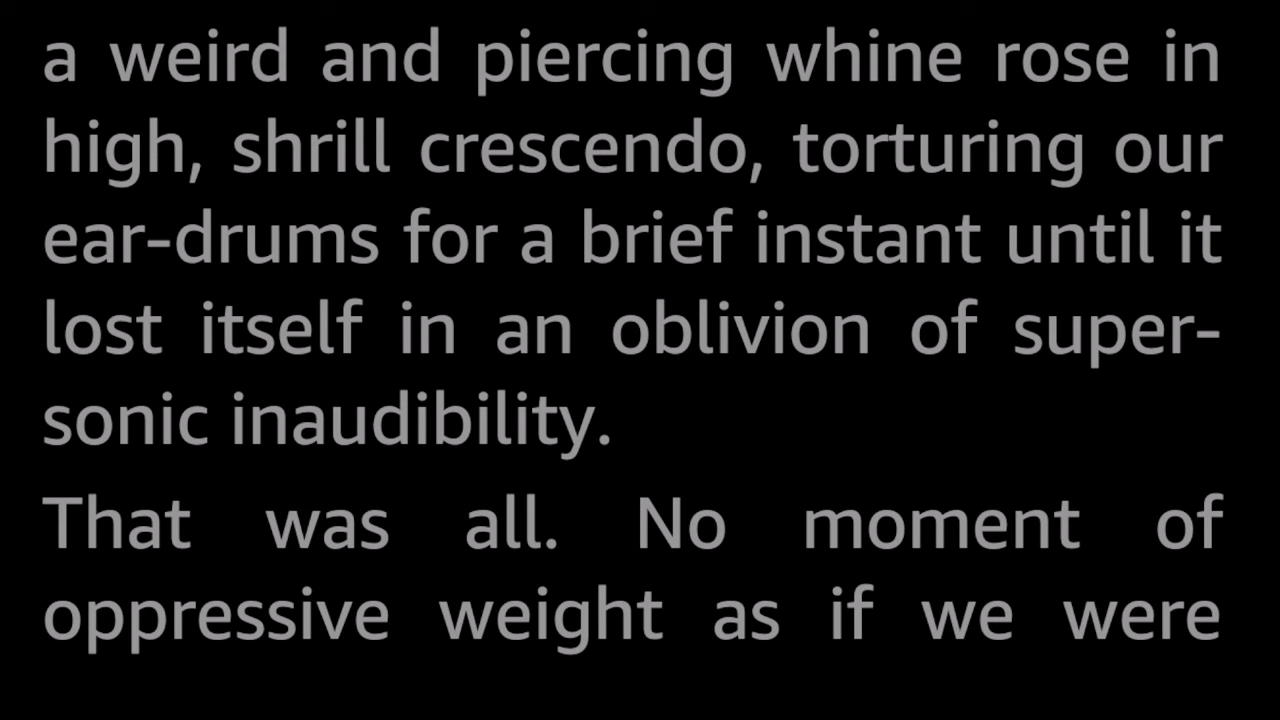 a weird and piercing whine rose in
high, shrill crescendo, torturing our
ear-drums for a brief instant until it
lost itself in an oblivion of super-
sonic inaudibility.
That was all. No moment of
oppressive weight as if we were